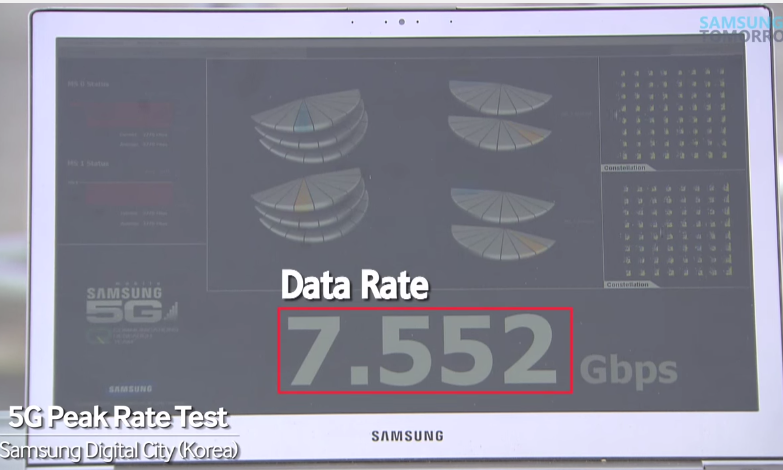 SAMSUNG
TOMORRO
Constellation
Constellation
SAMSUNG
5G
Data Rate
7.552 Gbps
SAMSUNG
5G Peak Rate Test
Samsung Digital City (Korea)
SAMSUNG